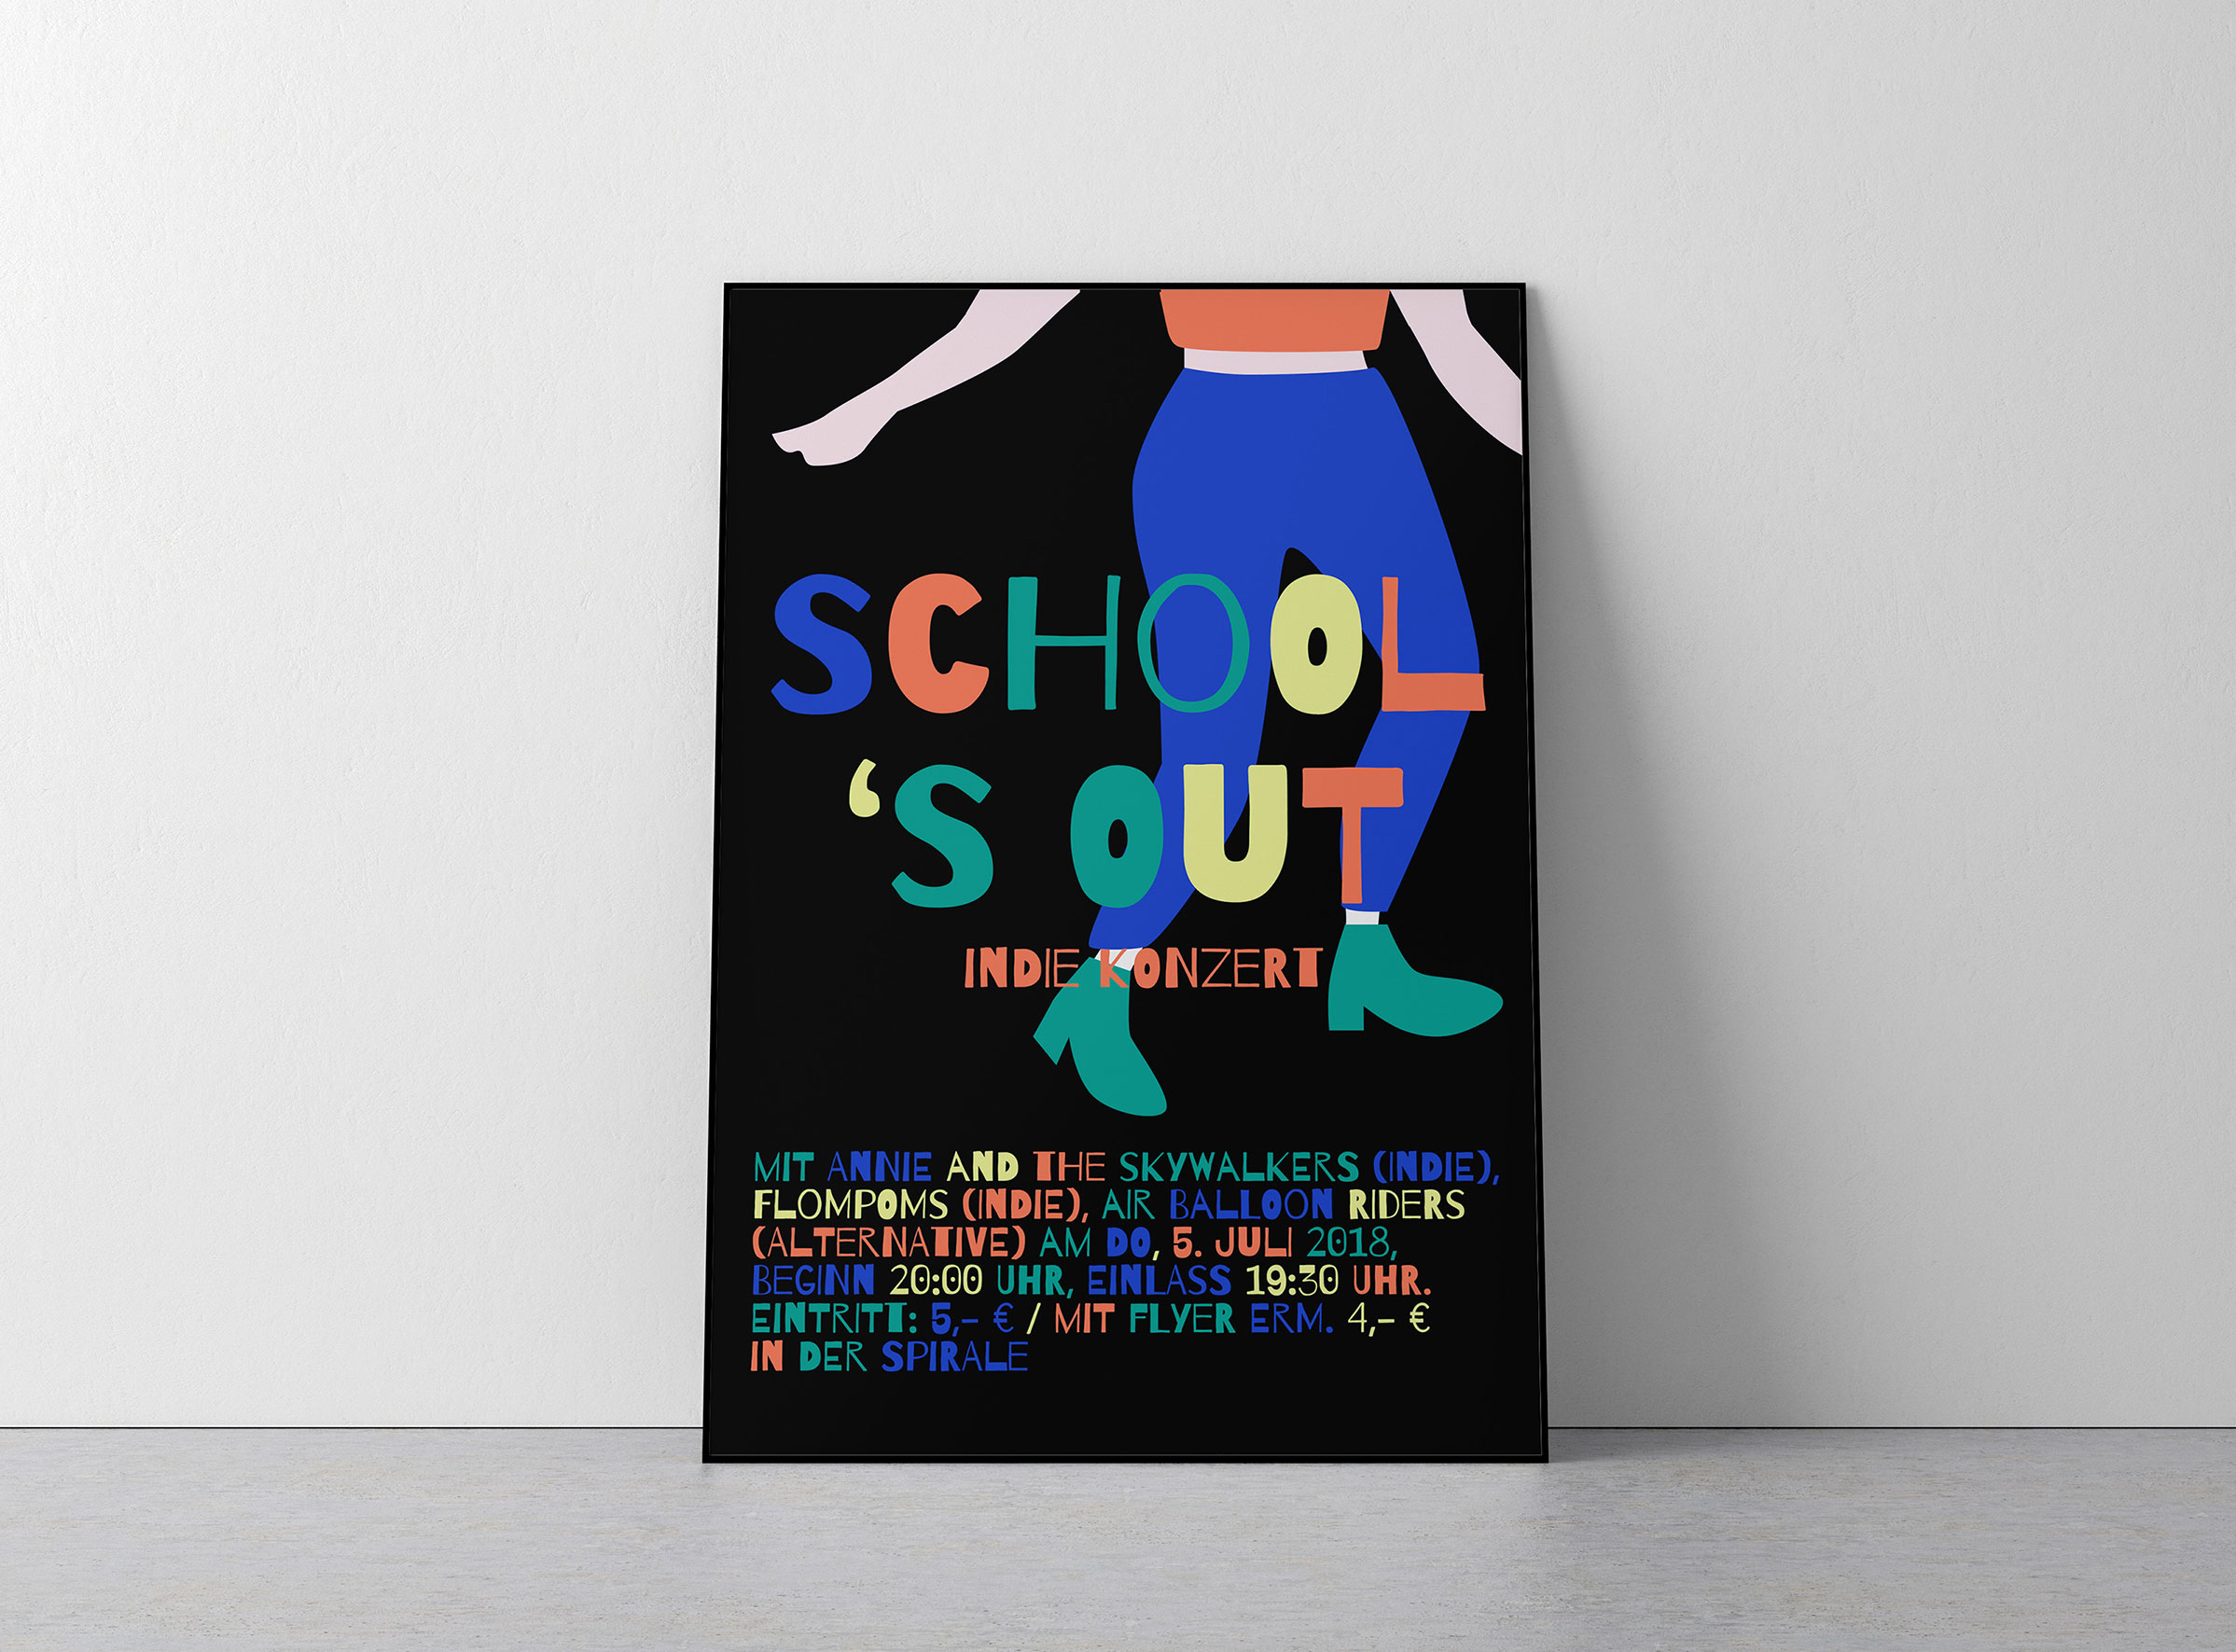 SCHOOL
‘S OUT
INDIE KONZERT
MIT ANNIE AND THE SKYWALKERS (INDIE),
FLOMPOMS (INDIE), AIR BALLOON RIDERS
(ALTERNATIVE) AM DO, 5. JULI 2018,
BEGINN 20:00 UHR, EINLASS 19:30 UHR.
EINTRITT: 5,– € / MIT FLYER ERM. 4,– €
IN DER SPIRALE